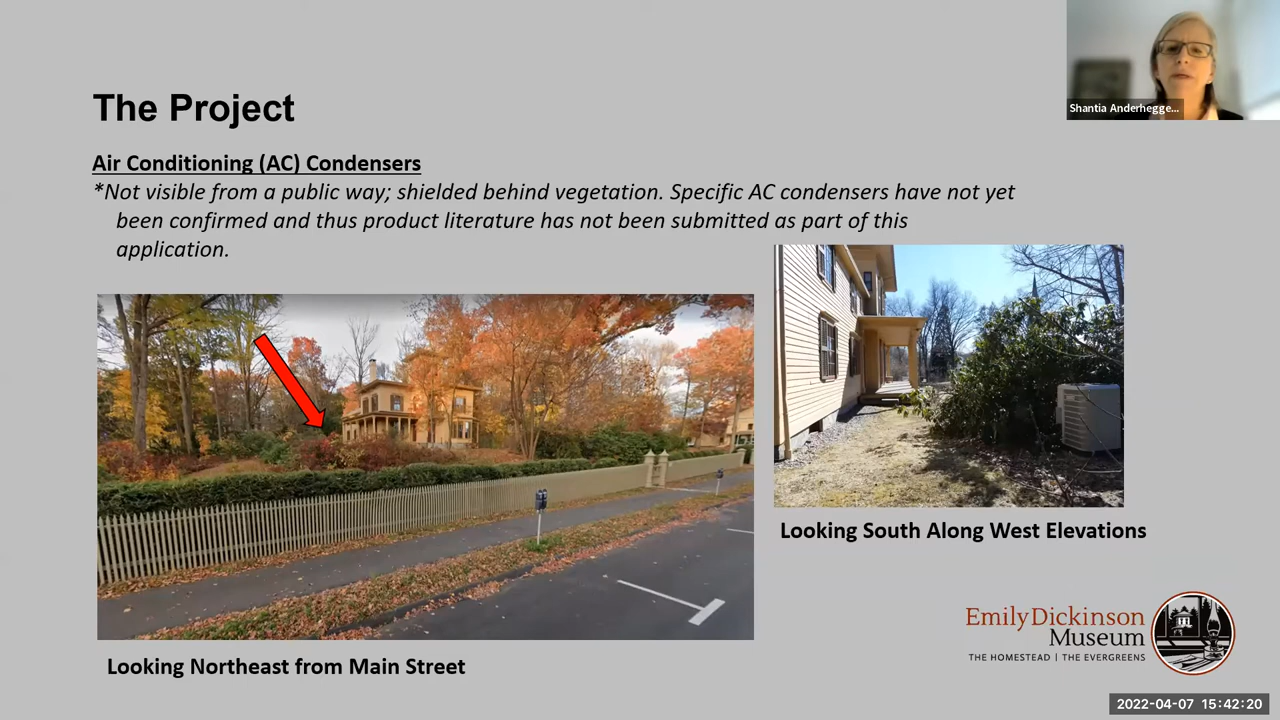 The Project
Shantia Anderhegge...
Air Conditioning (AC) Condensers
*Not visible from a public way; shielded behind vegetation. Specific AC condensers have not yet
been confirmed and thus product literature has not been submitted as part of this
application.
Looking South Along West Elevations
Looking Northeast from Main Street
EmilyDickinson
Museum
THE HOMESTEAD | THE EVERGREENS
2022-04-07 15:42:20